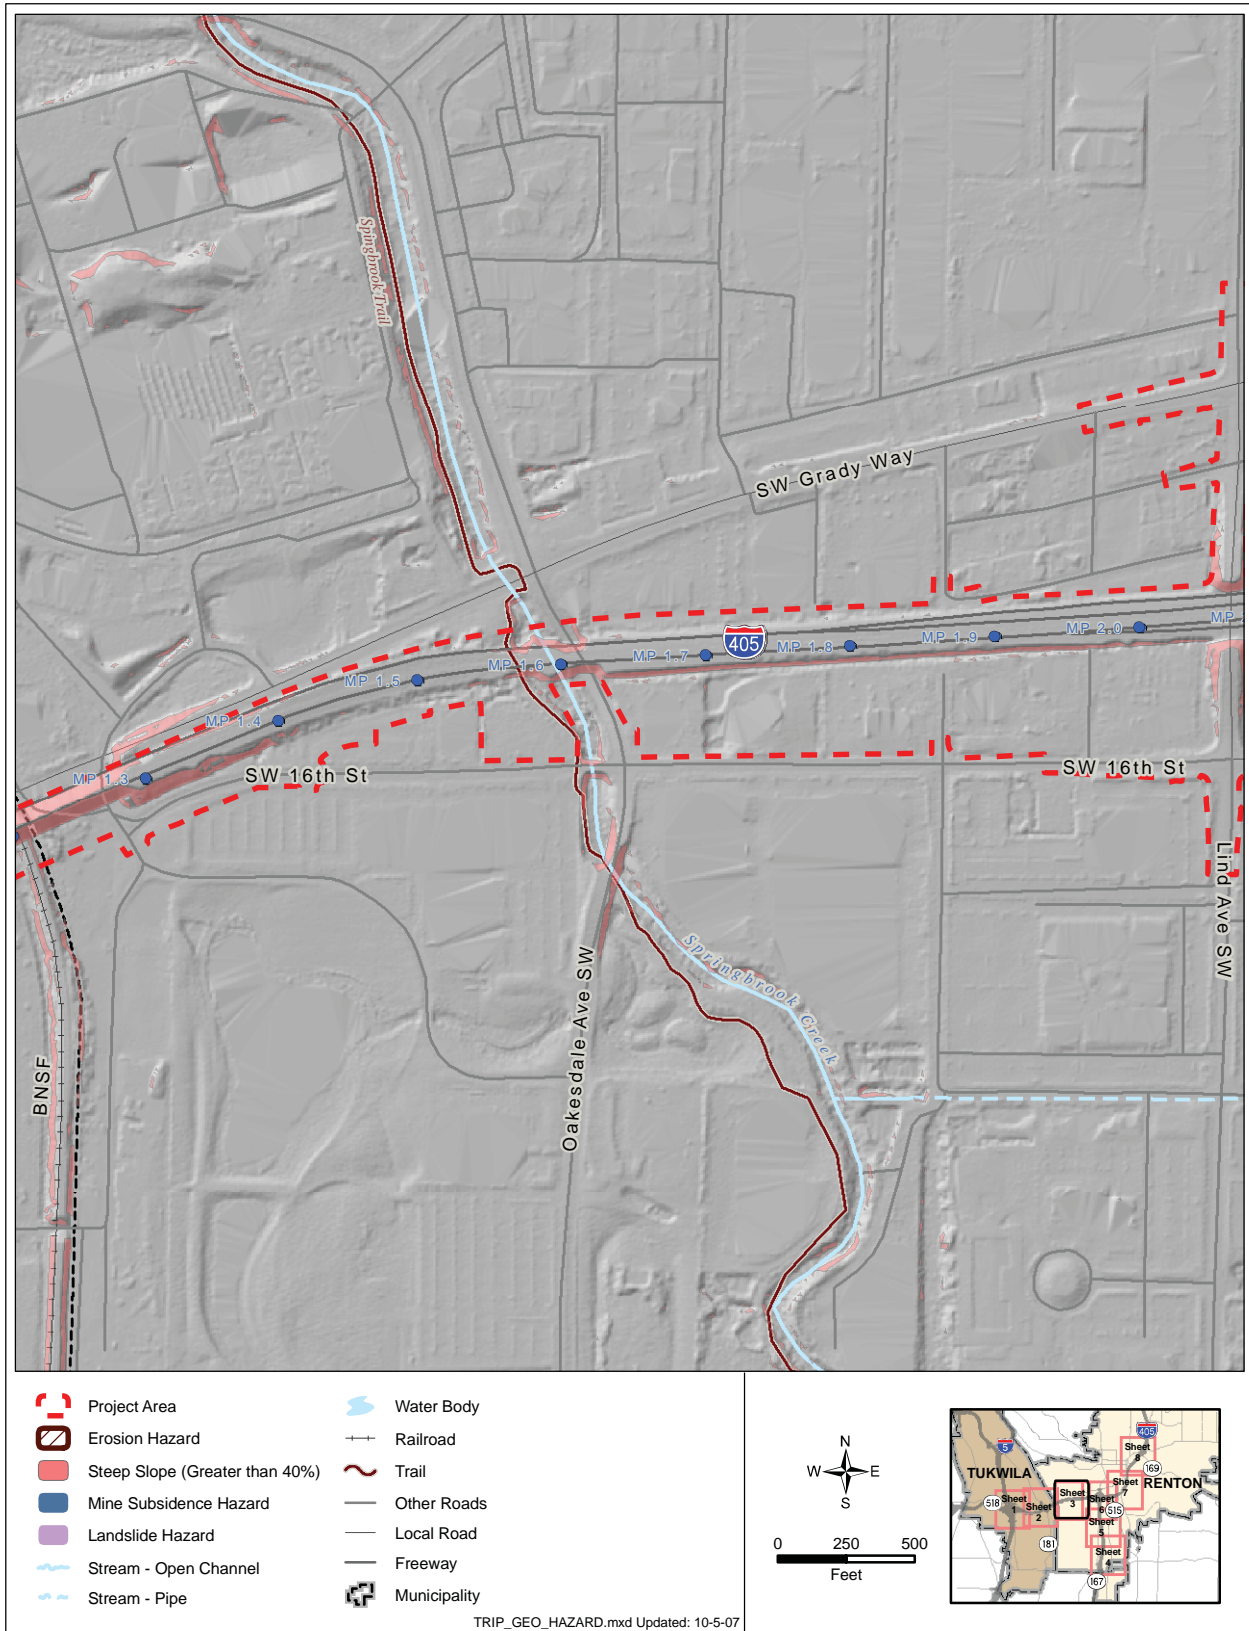 Spingbrook Trail
SW Grady Way
405
MP 2.0
MP 1.9
MP 1.8
MP 1.7
MP 1.6
MP 1.5
MP 1.4
MP 1.3
SW 16th St
SW 16th St
Lind Ave SW
Springbrook Creek
Oakesdale Ave SW
BNSF
Project Area
Erosion Hazard
Steep Slope (Greater than 40%)
Mine Subsidence Hazard
Landslide Hazard
Stream - Open Channel
Stream - Pipe
Water Body
Railroad
Trail
Other Roads
Local Road
Freeway
Municipality
TRIP_GEO_HAZARD.mxd Updated: 10-5-07
N
W E
S
0 250 500
Feet
5
405
TUKWILA
RENTON
169
518
515
181
167
Sheet 1
Sheet 2
Sheet 3
Sheet 4
Sheet 5
Sheet 6
Sheet 7
Sheet 8